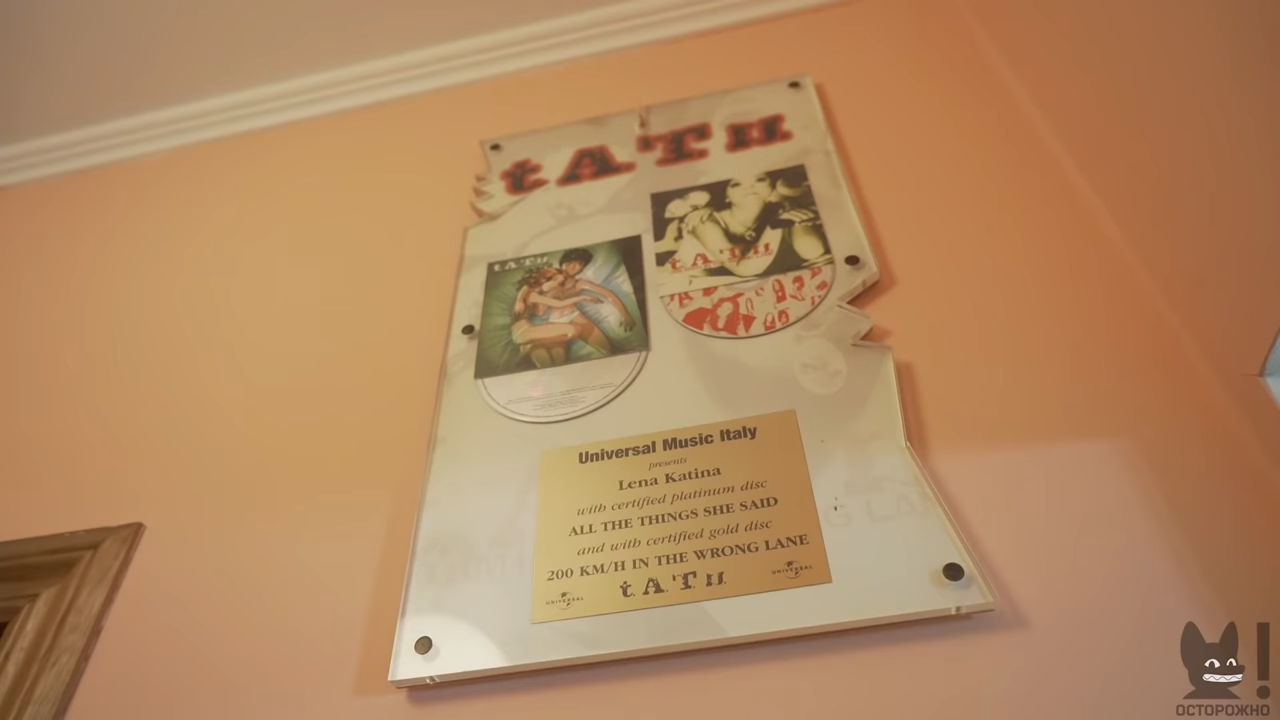 t.A.T.u.
t.A.T.u.
t.A.T.u.
Universal Music Italy
presents
Lena Katina
with certified platinum disc
ALL THE THINGS SHE SAID
and with certified gold disc
200 KM/H IN THE WRONG LANE
t.A.T.u.
UNIVERSAL
UNIVERSAL
ОСТОРОЖНО